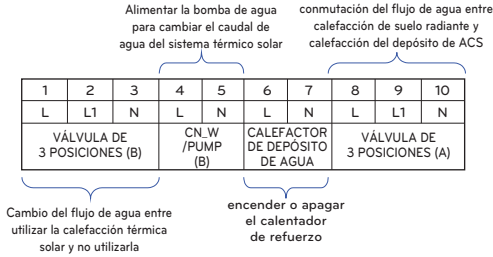 Alimentar la bomba de agua
para cambiar el caudal de
agua del sistema térmico solar
conmutación del flujo de agua entre
calefacción de suelo radiante y
calefacción del depósito de ACS
1 2 3 4 5 6 7 8 9 10
L L1 N L N L N L L1 N
VÁLVULA DE
3 POSICIONES (B)
CN_W
/PUMP
(B)
CALEFACTOR
DE DEPÓSITO
DE AGUA
VÁLVULA DE
3 POSICIONES (A)
Cambio del flujo de agua entre
utilizar la calefacción térmica
solar y no utilizarla
encender o apagar
el calentador
de refuerzo